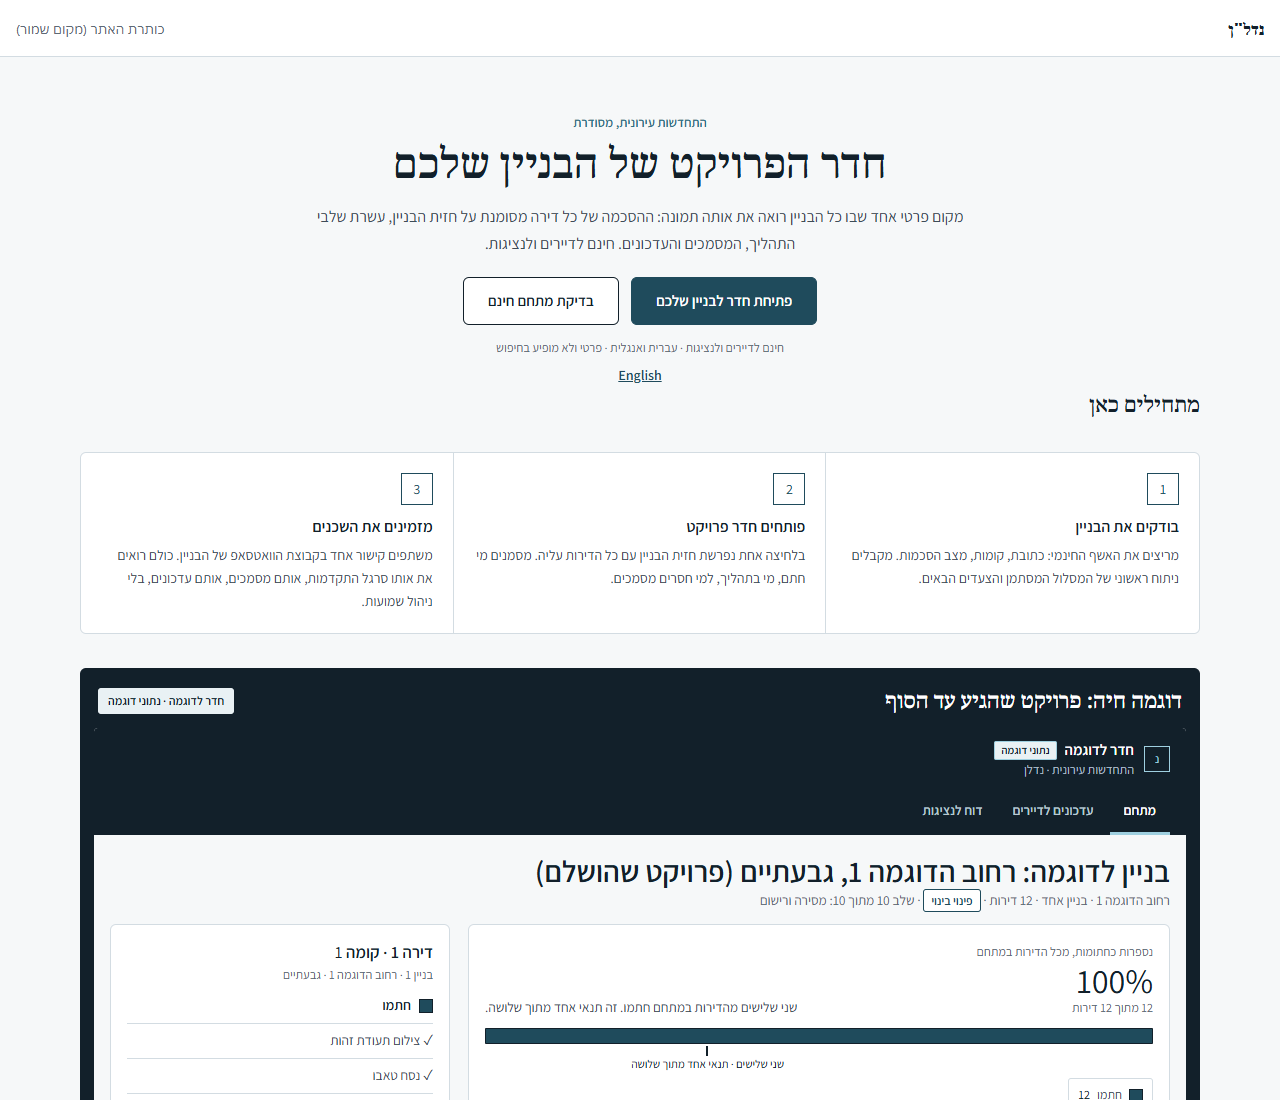 נדל"ן
כותרת האתר (מקום שמור)
התחדשות עירונית, מסודרת
חדר הפרויקט של הבניין שלכם
מקום פרטי אחד שבו כל הבניין רואה את אותה תמונה: ההסכמה של כל דירה מסומנת על חזית הבניין, עשרת שלבי
התהליך, המסמכים והעדכונים. חינם לדיירים ולנציגות.
פתיחת חדר לבניין שלכם
בדיקת מתחם חינם
חינם לדיירים ולנציגות · עברית ואנגלית · פרטי ולא מופיע בחיפוש
English
מתחילים כאן
1
בודקים את הבניין
מריצים את האשף החינמי: כתובת, קומות, מצב הסכמות. מקבלים
ניתוח ראשוני של המסלול המסתמן והצעדים הבאים.
2
פותחים חדר פרויקט
בלחיצה אחת נפרשת חזית הבניין עם כל הדירות עליה. מסמנים מי
חתם, מי בתהליך, למי חסרים מסמכים.
3
מזמינים את השכנים
משתפים קישור אחד בקבוצת הוואטסאפ של הבניין. כולם רואים
את אותו סרגל התקדמות, אותם מסמכים, אותם עדכונים, בלי
ניהול שמועות.
דוגמה חיה: פרויקט שהגיע עד הסוף
חדר לדוגמה · נתוני דוגמה
נ
חדר לדוגמה
נתוני דוגמה
התחדשות עירונית · נדלן
מתחם
עדכונים לדיירים
דוח לנציגות
בניין לדוגמה: רחוב הדוגמה 1, גבעתיים (פרויקט שהושלם)
רחוב הדוגמה 1 · בניין אחד · 12 דירות · פינוי בינוי · שלב 10 מתוך 10: מסירה ורישום
נספרות כחתומות, מכל הדירות במתחם
100%
12 מתוך 12 דירות
שני שלישים מהדירות במתחם חתמו. זה תנאי אחד מתוך שלושה.
שני שלישים · תנאי אחד מתוך שלושה
חתמו 12
דירה 1 · קומה 1
בניין 1 · רחוב הדוגמה 1 · גבעתיים
חתמו
✓ צילום תעודת זהות
✓ נסח טאבו